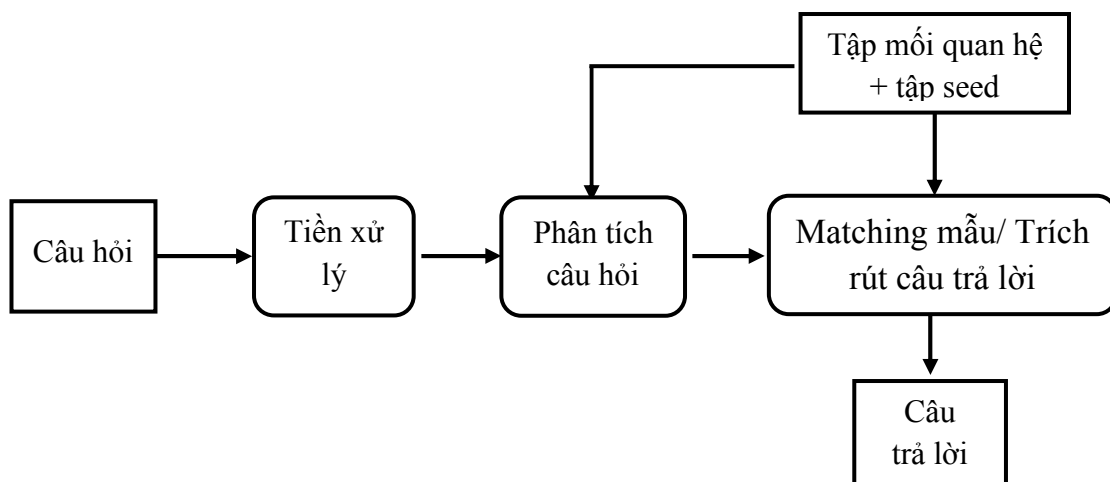 Tập mối quan hệ
+ tập seed
Câu hỏi
Tiền xử
lý
Phân tích
câu hỏi
Matching mẫu/ Trích
rút câu trả lời
Câu
trả lời